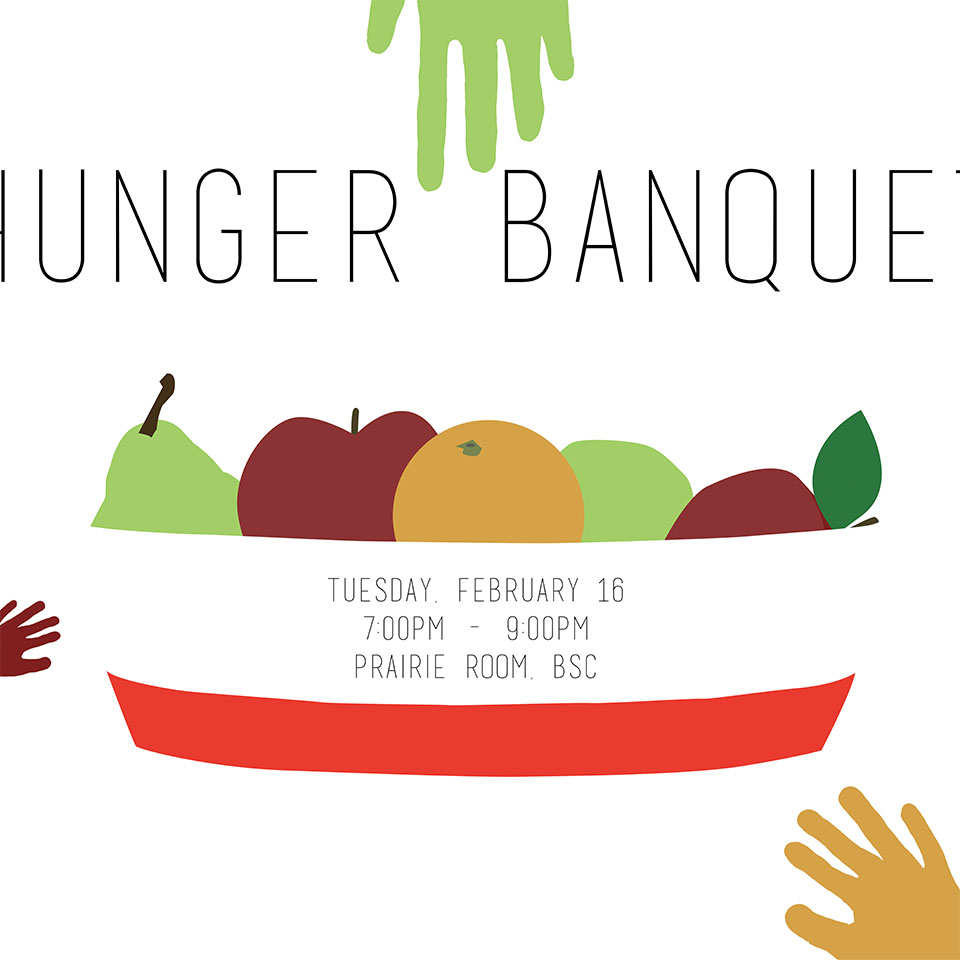 HUNGER BANQUET
TUESDAY, FEBRUARY 16
7:00PM - 9:00PM
PRAIRIE ROOM, BSC